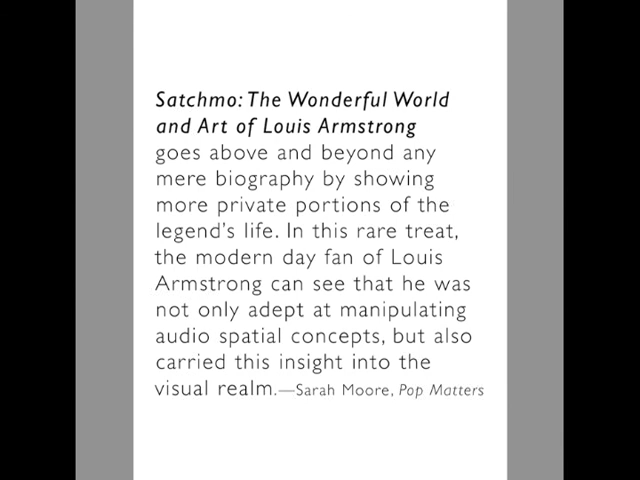 Satchmo: The Wonderful World
and Art of Louis Armstrong
goes above and beyond any
mere biography by showing
more private portions of the
legend's life. In this rare treat,
the modern day fan of Louis
Armstrong can see that he was
not only adept at manipulating
audio spatial concepts, but also
carried this insight into the
visual realm.—Sarah Moore, Pop Matters